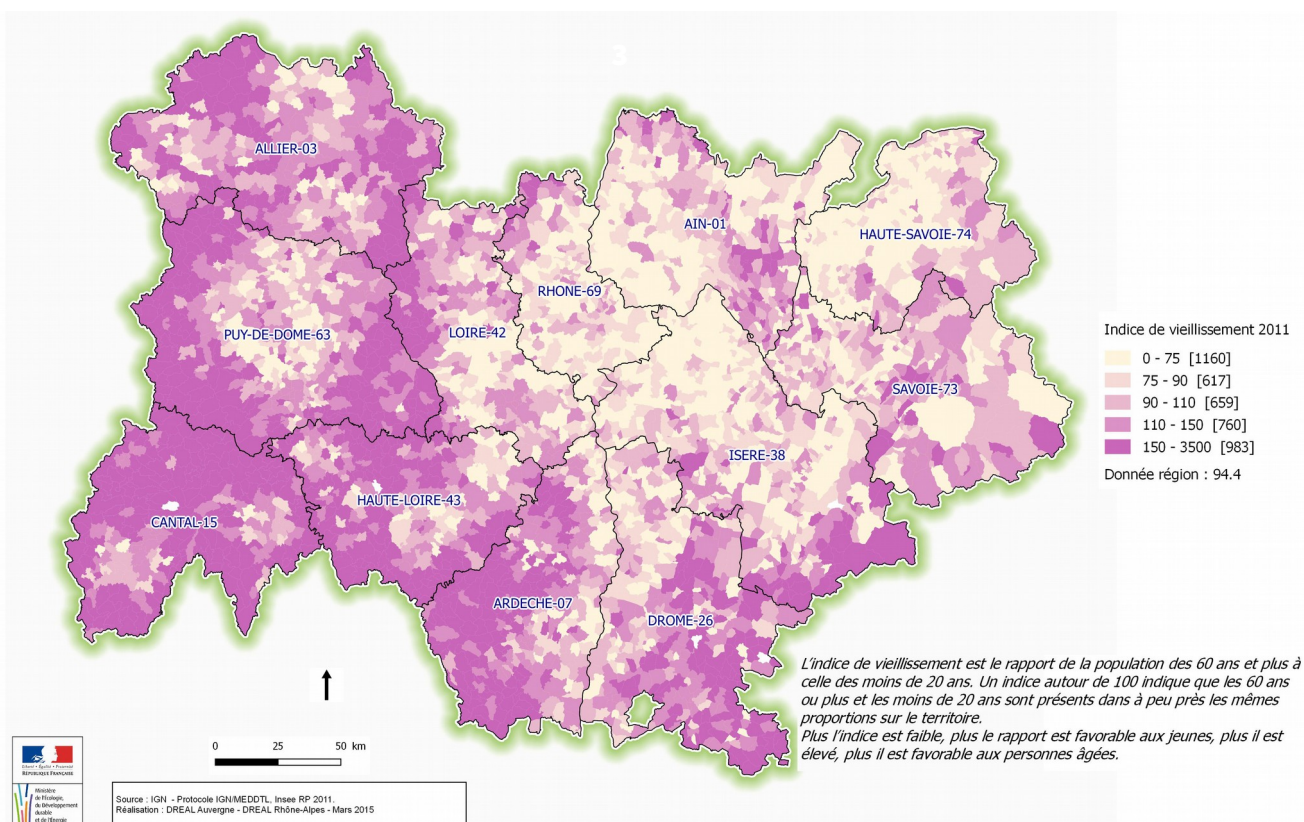 3
ALLIER-03
AIN-01
HAUTE-SAVOIE-74
RHONE-69
PUY-DE-DOME-63
LOIRE-42
SAVOIE-73
ISERE-38
HAUTE-LOIRE-43
CANTAL-15
ARDECHE-07
DROME-26
Indice de vieillissement 2011
0 - 75 [1160]
75 - 90 [617]
90 - 110 [659]
110 - 150 [760]
150 - 3500 [983]
Donnée région : 94.4
L'indice de vieillissement est le rapport de la population des 60 ans et plus à
celle des moins de 20 ans. Un indice autour de 100 indique que les 60 ans
ou plus et les moins de 20 ans sont présents dans à peu près les mêmes
proportions sur le territoire.
Plus l'indice est faible, plus le rapport est favorable aux jeunes, plus il est
élevé, plus il est favorable aux personnes âgées.
0 25 50 km
Liberté • Égalité • Fraternité
RÉPUBLIQUE FRANÇAISE
Ministère
de l'Écologie,
du Développement
durable
et de l'Énergie
Source : IGN - Protocole IGN/MEDDTL, Insee RP 2011.
Réalisation : DREAL Auvergne - DREAL Rhône-Alpes - Mars 2015